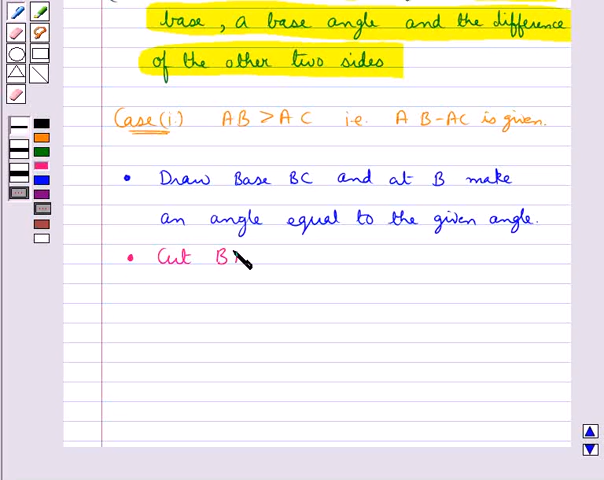 base, a base angle and the difference
of the other two sides
Case (i.) AB > AC i.e. AB-AC is given.
• Draw Base BC and at B make
an angle equal to the given angle.
• Cut B